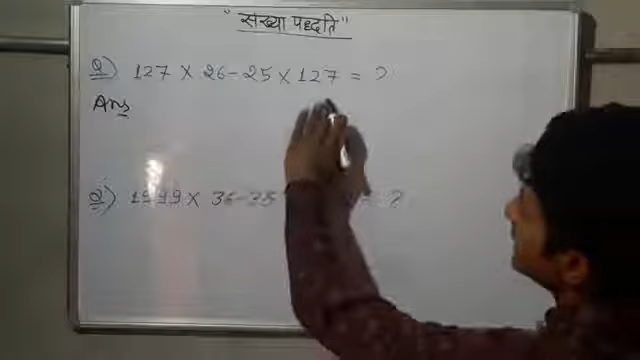 "संख्या पद्धति"
Q) 127 × 26-25 × 127 = ?
Ans
Q) 1999 × 36-35 = ?